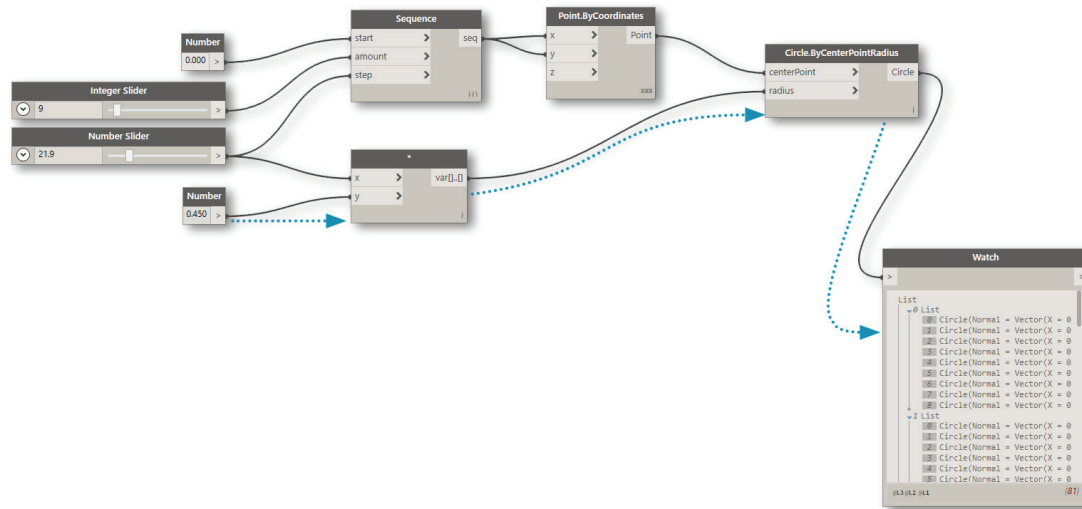 Number
0.000 >
Integer Slider
9 >
Number Slider
21.9 >
Number
0.450 >
Sequence
start > seq
amount >
step >
*
x > var[]..[]
y >
Point.ByCoordinates
x > Point
y >
z >
xxx
Circle.ByCenterPointRadius
centerPoint > Circle
radius >
Watch
> >
List
0 List
0 Circle(Normal = Vector(X = 0
1 Circle(Normal = Vector(X = 0
2 Circle(Normal = Vector(X = 0
3 Circle(Normal = Vector(X = 0
4 Circle(Normal = Vector(X = 0
5 Circle(Normal = Vector(X = 0
6 Circle(Normal = Vector(X = 0
7 Circle(Normal = Vector(X = 0
8 Circle(Normal = Vector(X = 0
1 List
0 Circle(Normal = Vector(X = 0
1 Circle(Normal = Vector(X = 0
2 Circle(Normal = Vector(X = 0
3 Circle(Normal = Vector(X = 0
4 Circle(Normal = Vector(X = 0
5 Circle(Normal = Vector(X = 0
@L3 @L2 @L1 {81}